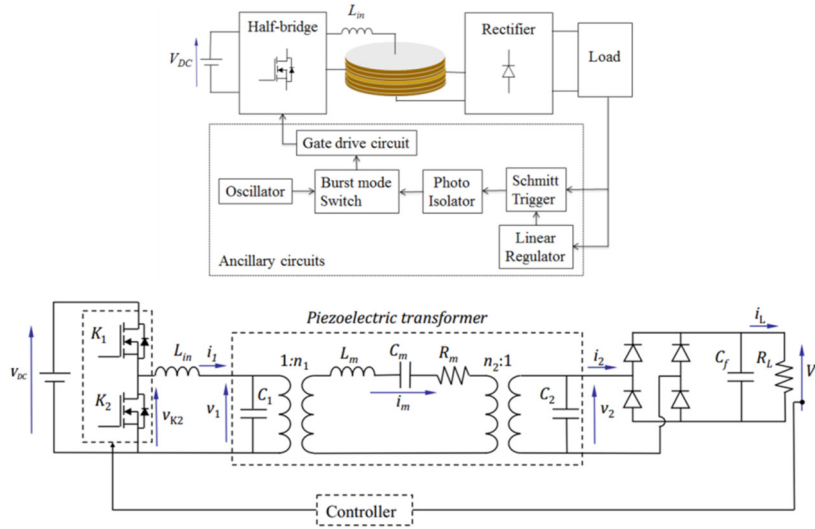 L_in
Half-bridge
Rectifier
V_DC
Load
Gate drive circuit
Oscillator
Burst mode
Switch
Photo
Isolator
Schmitt
Trigger
Linear
Regulator
Ancillary circuits
Piezoelectric transformer
K_1
L_in
i_1
1:n_1
L_m
C_m
R_m
n_2:1
i_2
i_L
v_DC
K_2
v_K2
v_1
C_1
i_m
C_2
v_2
C_f
R_L
V
Controller